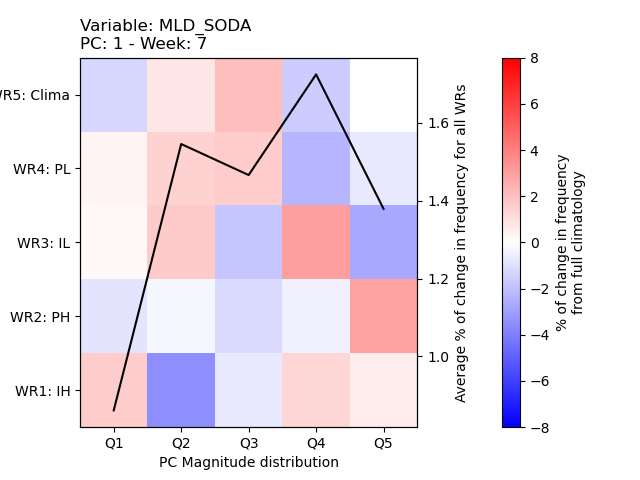 Variable: MLD_SODA
PC: 1 - Week: 7
WR5: Clima
WR4: PL
WR3: IL
WR2: PH
WR1: IH
Q1 Q2 Q3 Q4 Q5
PC Magnitude distribution
1.6
1.4
1.2
1.0
Average % of change in frequency for all WRs
8
6
4
2
0
−2
−4
−6
−8
% of change in frequency
from full climatology